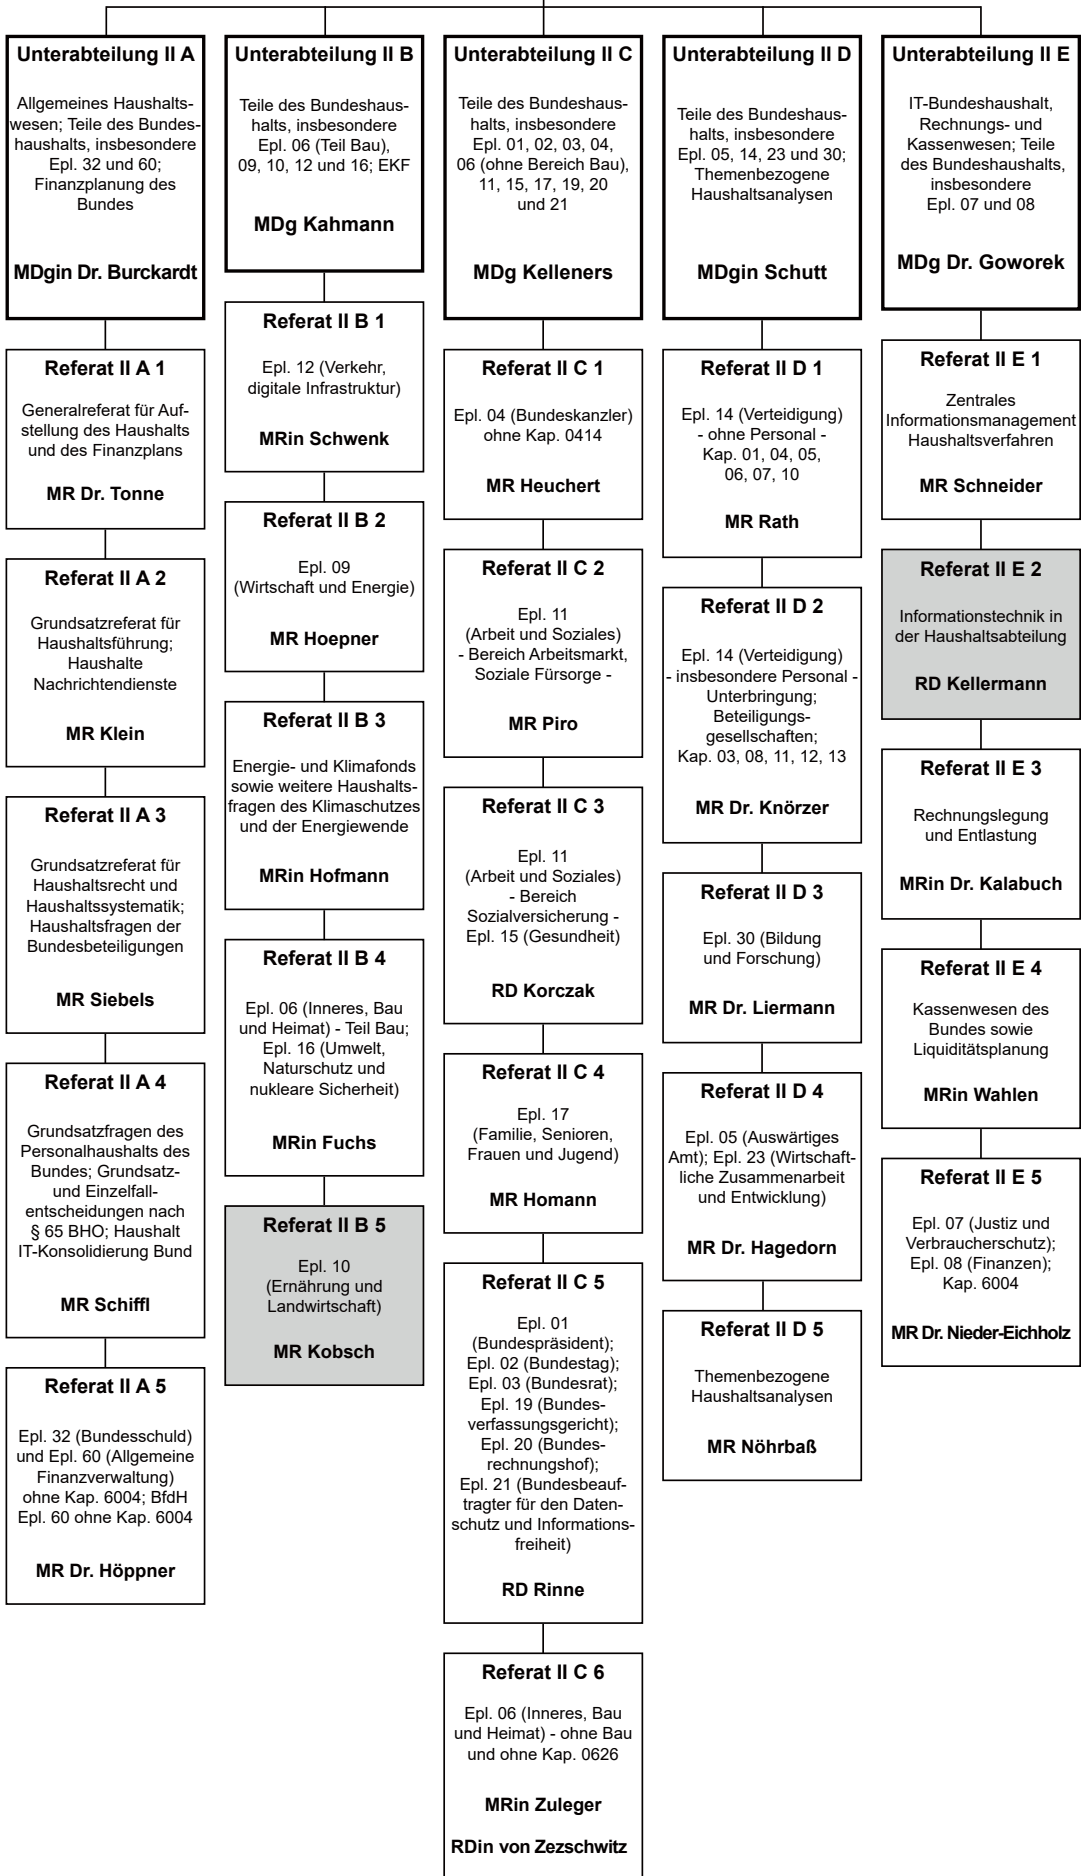 Unterabteilung II A
Allgemeines Haushalts-
wesen; Teile des Bundes-
haushalts, insbesondere
Epl. 32 und 60;
Finanzplanung des
Bundes
MDgin Dr. Burckardt
Referat II A 1
Generalreferat für Auf-
stellung des Haushalts
und des Finanzplans
MR Dr. Tonne
Referat II A 2
Grundsatzreferat für
Haushaltsführung;
Haushalte
Nachrichtendienste
MR Klein
Referat II A 3
Grundsatzreferat für
Haushaltsrecht und
Haushaltssystematik;
Haushaltsfragen der
Bundesbeteiligungen
MR Siebels
Referat II A 4
Grundsatzfragen des
Personalhaushalts des
Bundes; Grundsatz-
und Einzelfall-
entscheidungen nach
§ 65 BHO; Haushalt
IT-Konsolidierung Bund
MR Schiffl
Referat II A 5
Epl. 32 (Bundesschuld)
und Epl. 60 (Allgemeine
Finanzverwaltung)
ohne Kap. 6004; BfdH
Epl. 60 ohne Kap. 6004
MR Dr. Höppner
Unterabteilung II B
Teile des Bundeshaus-
halts, insbesondere
Epl. 06 (Teil Bau),
09, 10, 12 und 16; EKF
MDg Kahmann
Referat II B 1
Epl. 12 (Verkehr,
digitale Infrastruktur)
MRin Schwenk
Referat II B 2
Epl. 09
(Wirtschaft und Energie)
MR Hoepner
Referat II B 3
Energie- und Klimafonds
sowie weitere Haushalts-
fragen des Klimaschutzes
und der Energiewende
MRin Hofmann
Referat II B 4
Epl. 06 (Inneres, Bau
und Heimat) - Teil Bau;
Epl. 16 (Umwelt,
Naturschutz und
nukleare Sicherheit)
MRin Fuchs
Referat II B 5
Epl. 10
(Ernährung und
Landwirtschaft)
MR Kobsch
Unterabteilung II C
Teile des Bundeshaus-
halts, insbesondere
Epl. 01, 02, 03, 04,
06 (ohne Bereich Bau),
11, 15, 17, 19, 20
und 21
MDg Kelleners
Referat II C 1
Epl. 04 (Bundeskanzler)
ohne Kap. 0414
MR Heuchert
Referat II C 2
Epl. 11
(Arbeit und Soziales)
- Bereich Arbeitsmarkt,
Soziale Fürsorge -
MR Piro
Referat II C 3
Epl. 11
(Arbeit und Soziales)
- Bereich
Sozialversicherung -
Epl. 15 (Gesundheit)
RD Korczak
Referat II C 4
Epl. 17
(Familie, Senioren,
Frauen und Jugend)
MR Homann
Referat II C 5
Epl. 01
(Bundespräsident);
Epl. 02 (Bundestag);
Epl. 03 (Bundesrat);
Epl. 19 (Bundes-
verfassungsgericht);
Epl. 20 (Bundes-
rechnungshof);
Epl. 21 (Bundesbeauf-
tragter für den Daten-
schutz und Informations-
freiheit)
RD Rinne
Referat II C 6
Epl. 06 (Inneres, Bau
und Heimat) - ohne Bau
und ohne Kap. 0626
MRin Zuleger
RDin von Zezschwitz
Unterabteilung II D
Teile des Bundeshaus-
halts, insbesondere
Epl. 05, 14, 23 und 30;
Themenbezogene
Haushaltsanalysen
MDgin Schutt
Referat II D 1
Epl. 14 (Verteidigung)
- ohne Personal -
Kap. 01, 04, 05,
06, 07, 10
MR Rath
Referat II D 2
Epl. 14 (Verteidigung)
- insbesondere Personal -
Unterbringung;
Beteiligungs-
gesellschaften;
Kap. 03, 08, 11, 12, 13
MR Dr. Knörzer
Referat II D 3
Epl. 30 (Bildung
und Forschung)
MR Dr. Liermann
Referat II D 4
Epl. 05 (Auswärtiges
Amt); Epl. 23 (Wirtschaft-
liche Zusammenarbeit
und Entwicklung)
MR Dr. Hagedorn
Referat II D 5
Themenbezogene
Haushaltsanalysen
MR Nöhrbaß
Unterabteilung II E
IT-Bundeshaushalt,
Rechnungs- und
Kassenwesen; Teile
des Bundeshaushalts,
insbesondere
Epl. 07 und 08
MDg Dr. Goworek
Referat II E 1
Zentrales
Informationsmanagement
Haushaltsverfahren
MR Schneider
Referat II E 2
Informationstechnik in
der Haushaltsabteilung
RD Kellermann
Referat II E 3
Rechnungslegung
und Entlastung
MRin Dr. Kalabuch
Referat II E 4
Kassenwesen des
Bundes sowie
Liquiditätsplanung
MRin Wahlen
Referat II E 5
Epl. 07 (Justiz und
Verbraucherschutz);
Epl. 08 (Finanzen);
Kap. 6004
MR Dr. Nieder-Eichholz